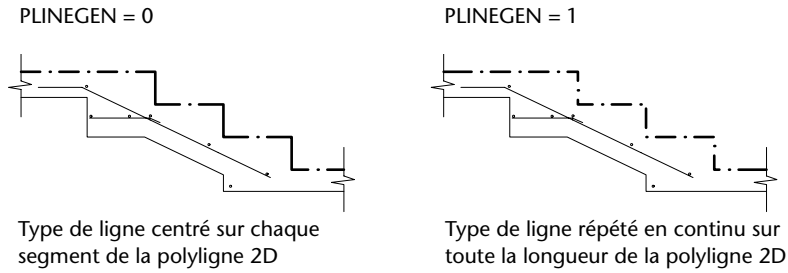 PLINEGEN = 0
Type de ligne centré sur chaque
segment de la polyligne 2D
PLINEGEN = 1
Type de ligne répété en continu sur
toute la longueur de la polyligne 2D